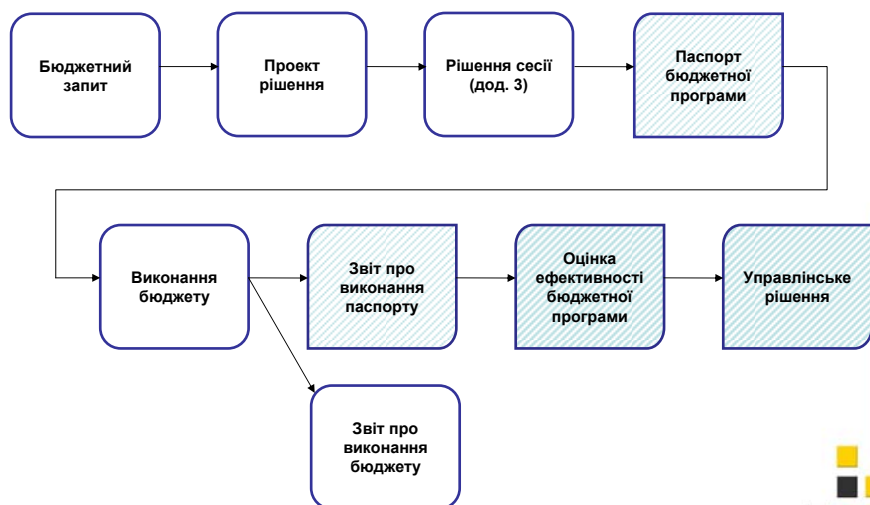 Бюджетний
запит
Проект
рішення
Рішення сесії
(дод. 3)
Паспорт
бюджетної
програми
Виконання
бюджету
Звіт про
виконання
паспорту
Оцінка
ефективності
бюджетної
програми
Управлінське
рішення
Звіт про
виконання
бюджету